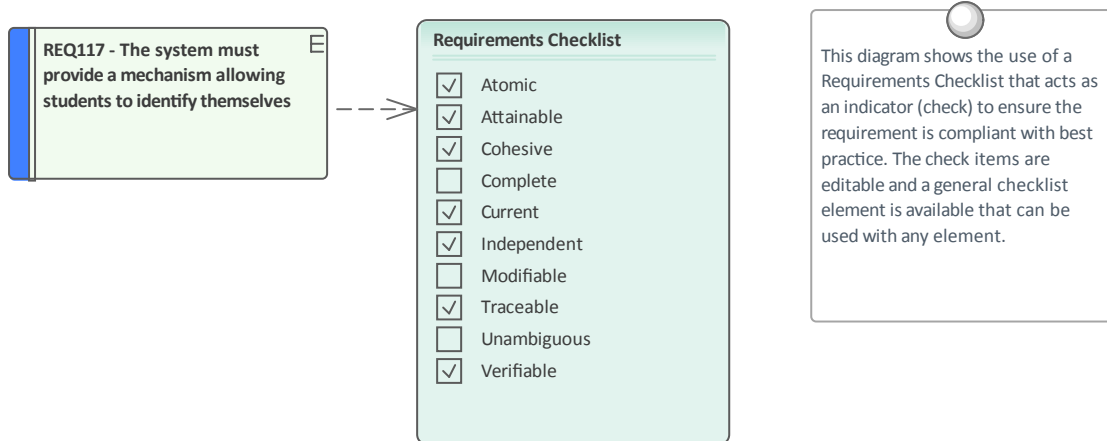 REQ117 - The system must
provide a mechanism allowing
students to identify themselves
E
Requirements Checklist
Atomic
Attainable
Cohesive
Complete
Current
Independent
Modifiable
Traceable
Unambiguous
Verifiable
This diagram shows the use of a
Requirements Checklist that acts as
an indicator (check) to ensure the
requirement is compliant with best
practice. The check items are
editable and a general checklist
element is available that can be
used with any element.